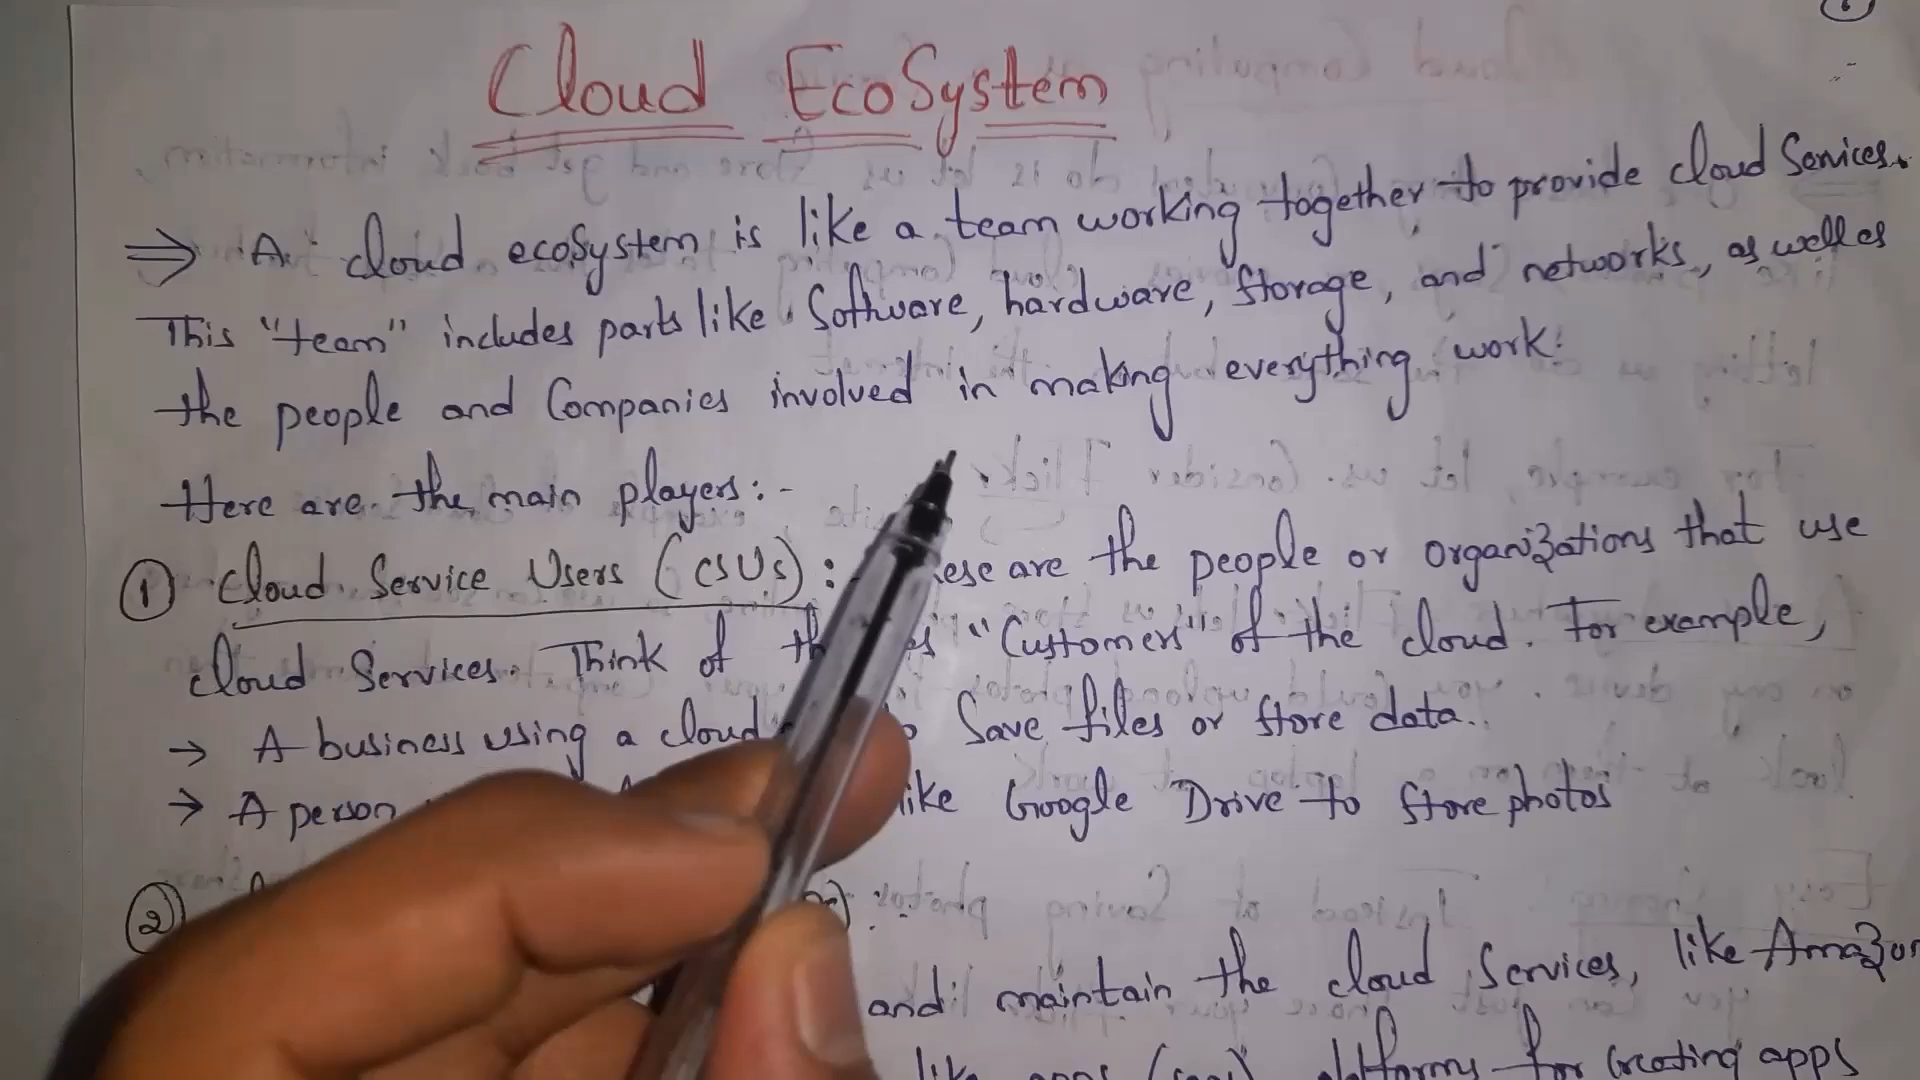 Cloud EcoSystem
⇒ A cloud ecosystem is like a team working together to provide cloud Services.
This "team" includes parts like Software, hardware, Storage, and networks, as well as
the people and Companies involved in making everything work.
Here are the main players:-
① Cloud Service Users (CSUs): are the people or organizations that use
cloud Services. Think of "Customers" of the cloud. For example,
→ A business using a cloud Save files or store data.
→ A person like Google Drive to store photos
②
and maintain the cloud Services, like Amazon
like apps platforms for creating apps